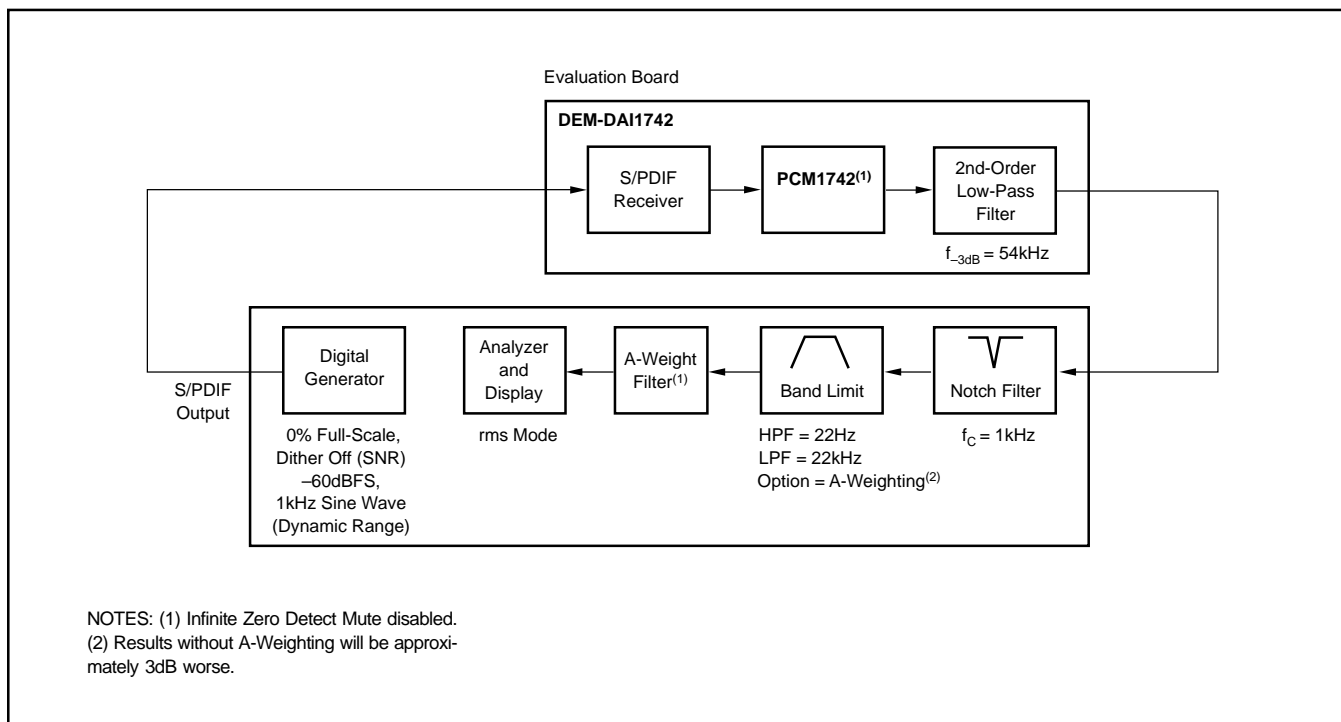 Evaluation Board
DEM-DAI1742
S/PDIF
Receiver
PCM1742(1)
2nd-Order
Low-Pass
Filter
f–3dB = 54kHz
S/PDIF
Output
Digital
Generator
0% Full-Scale,
Dither Off (SNR)
–60dBFS,
1kHz Sine Wave
(Dynamic Range)
Analyzer
and
Display
rms Mode
A-Weight
Filter(1)
Band Limit
HPF = 22Hz
LPF = 22kHz
Option = A-Weighting(2)
Notch Filter
fC = 1kHz
NOTES: (1) Infinite Zero Detect Mute disabled.
(2) Results without A-Weighting will be approxi-
mately 3dB worse.